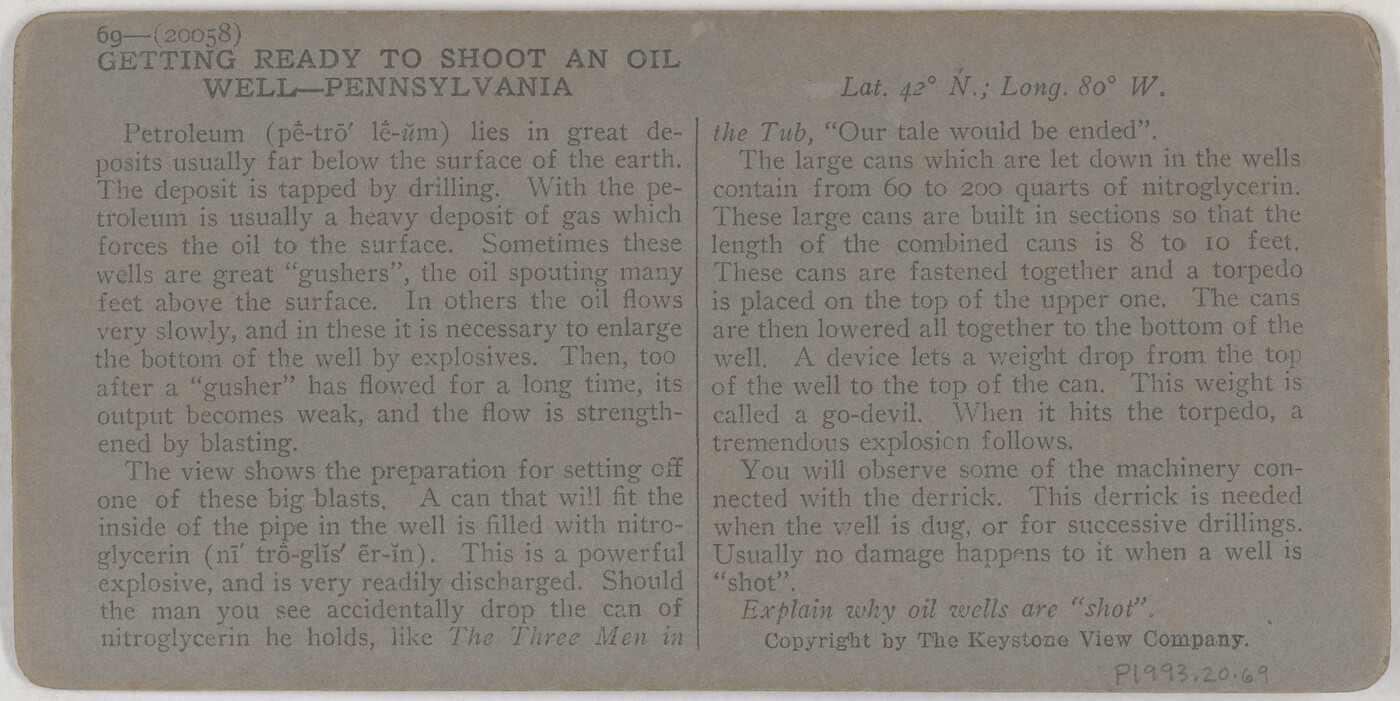 69—(20058)
GETTING READY TO SHOOT AN OIL
WELL—PENNSYLVANIA
Petroleum (pḗ-trō′ lḗ-ŭm) lies in great de-
posits usually far below the surface of the earth.
The deposit is tapped by drilling. With the pe-
troleum is usually a heavy deposit of gas which
forces the oil to the surface. Sometimes these
wells are great “gushers”, the oil spouting many
feet above the surface. In others the oil flows
very slowly, and in these it is necessary to enlarge
the bottom of the well by explosives. Then, too
after a “gusher” has flowed for a long time, its
output becomes weak, and the flow is strength-
ened by blasting.
The view shows the preparation for setting off
one of these big blasts. A can that will fit the
inside of the pipe in the well is filled with nitro-
glycerin (nī′ trō̇-glĭs′ ẽr-ĭn). This is a powerful
explosive, and is very readily discharged. Should
the man you see accidentally drop the can of
nitroglycerin he holds, like The Three Men in
Lat. 42° N.; Long. 80° W.
the Tub, “Our tale would be ended”.
The large cans which are let down in the wells
contain from 60 to 200 quarts of nitroglycerin.
These large cans are built in sections so that the
length of the combined cans is 8 to 10 feet.
These cans are fastened together and a torpedo
is placed on the top of the upper one. The cans
are then lowered all together to the bottom of the
well. A device lets a weight drop from the top
of the well to the top of the can. This weight is
called a go-devil. When it hits the torpedo, a
tremendous explosion follows.
You will observe some of the machinery con-
nected with the derrick. This derrick is needed
when the well is dug, or for successive drillings.
Usually no damage happens to it when a well is
“shot”.
Explain why oil wells are “shot”.
Copyright by The Keystone View Company.
P1993.20.69